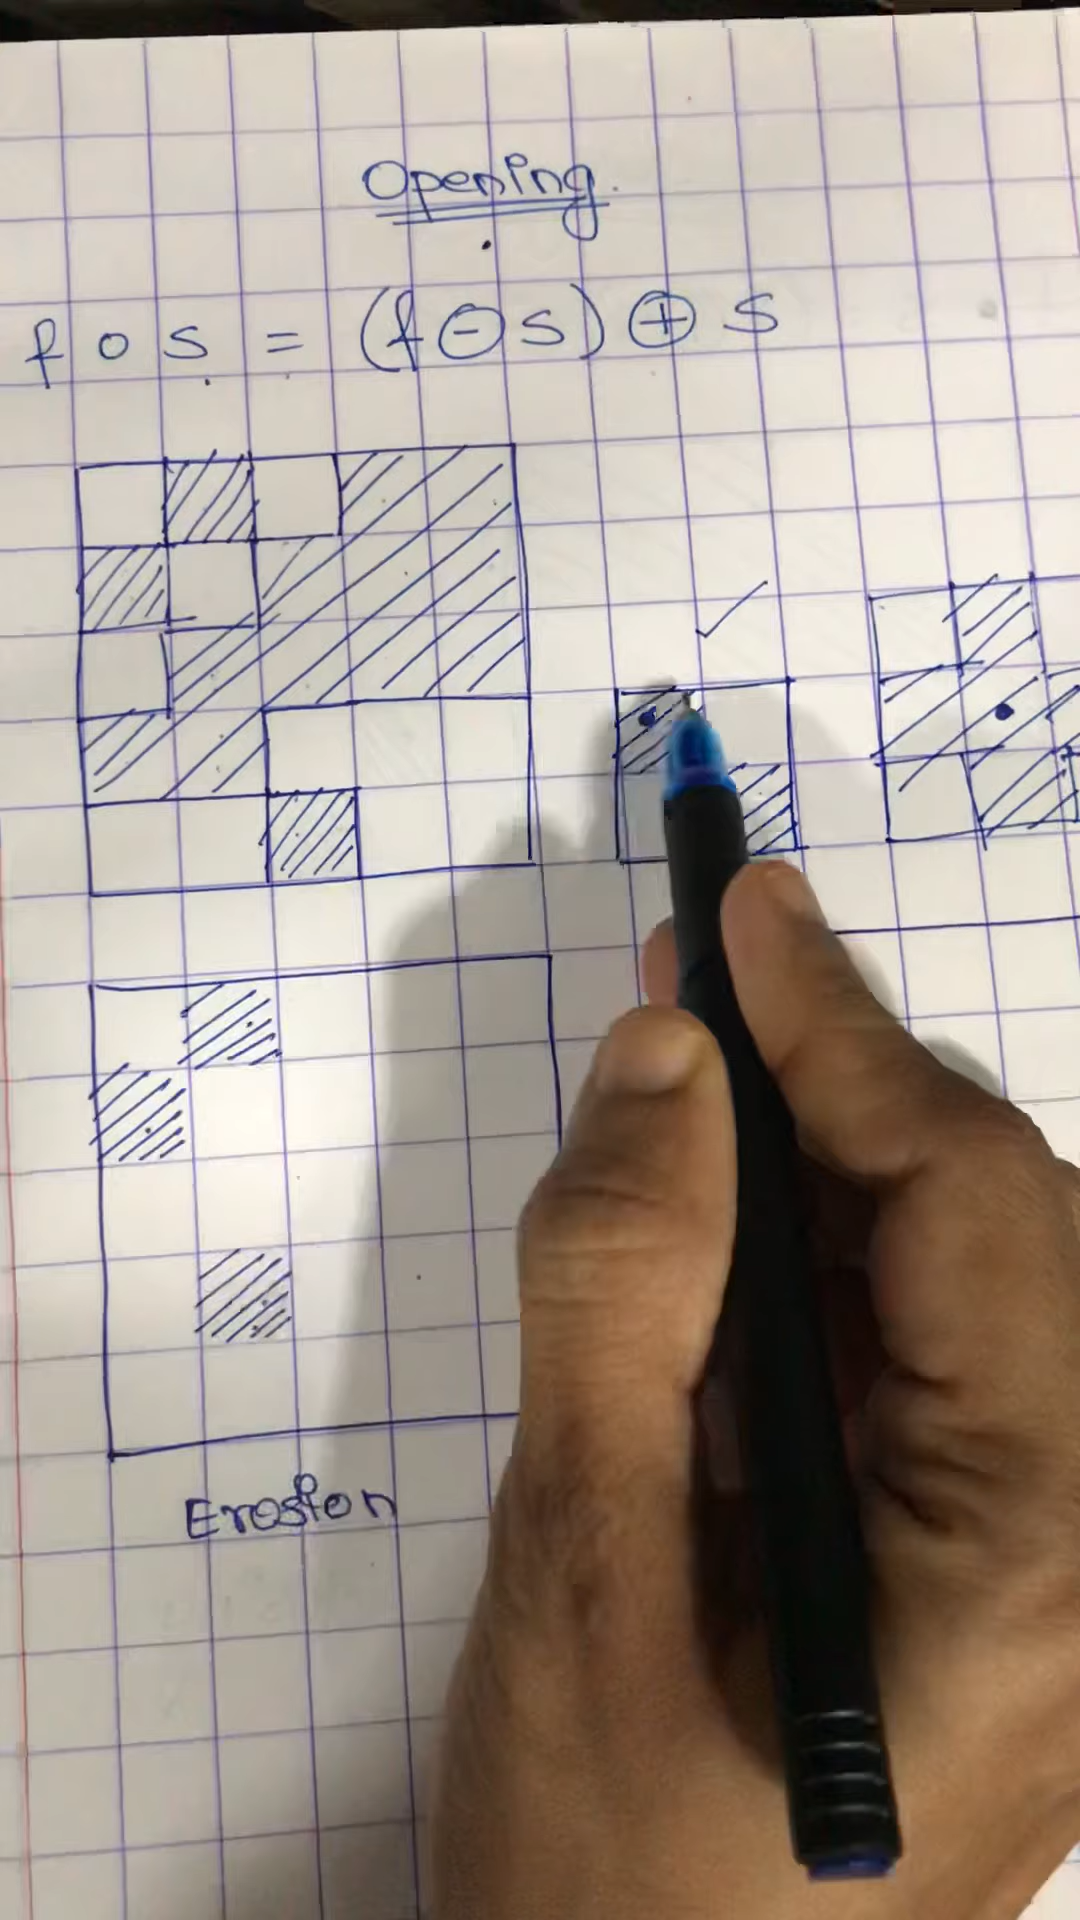 Opening.
f o s = (f ⊖ s) ⊕ s
Erosion